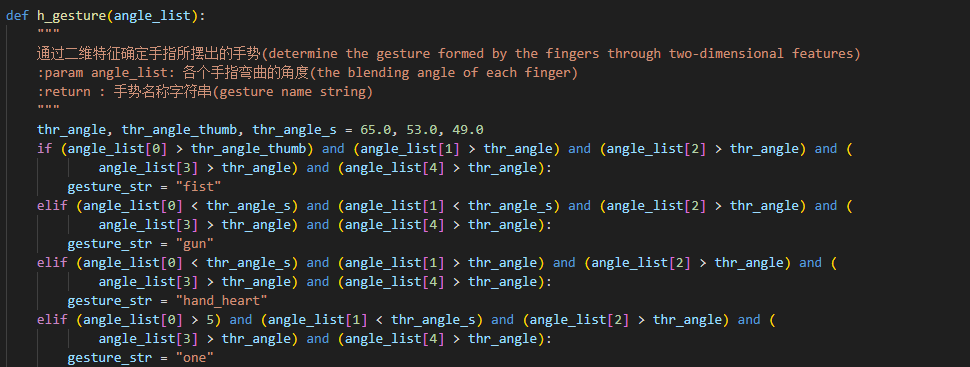 def h_gesture(angle_list):
"""
通过二维特征确定手指所摆出的手势(determine the gesture formed by the fingers through two-dimensional features)
:param angle_list: 各个手指弯曲的角度(the blending angle of each finger)
:return : 手势名称字符串(gesture name string)
"""
thr_angle, thr_angle_thumb, thr_angle_s = 65.0, 53.0, 49.0
if (angle_list[0] > thr_angle_thumb) and (angle_list[1] > thr_angle) and (angle_list[2] > thr_angle) and (
angle_list[3] > thr_angle) and (angle_list[4] > thr_angle):
gesture_str = "fist"
elif (angle_list[0] < thr_angle_s) and (angle_list[1] < thr_angle_s) and (angle_list[2] > thr_angle) and (
angle_list[3] > thr_angle) and (angle_list[4] > thr_angle):
gesture_str = "gun"
elif (angle_list[0] < thr_angle_s) and (angle_list[1] > thr_angle) and (angle_list[2] > thr_angle) and (
angle_list[3] > thr_angle) and (angle_list[4] > thr_angle):
gesture_str = "hand_heart"
elif (angle_list[0] > 5) and (angle_list[1] < thr_angle_s) and (angle_list[2] > thr_angle) and (
angle_list[3] > thr_angle) and (angle_list[4] > thr_angle):
gesture_str = "one"